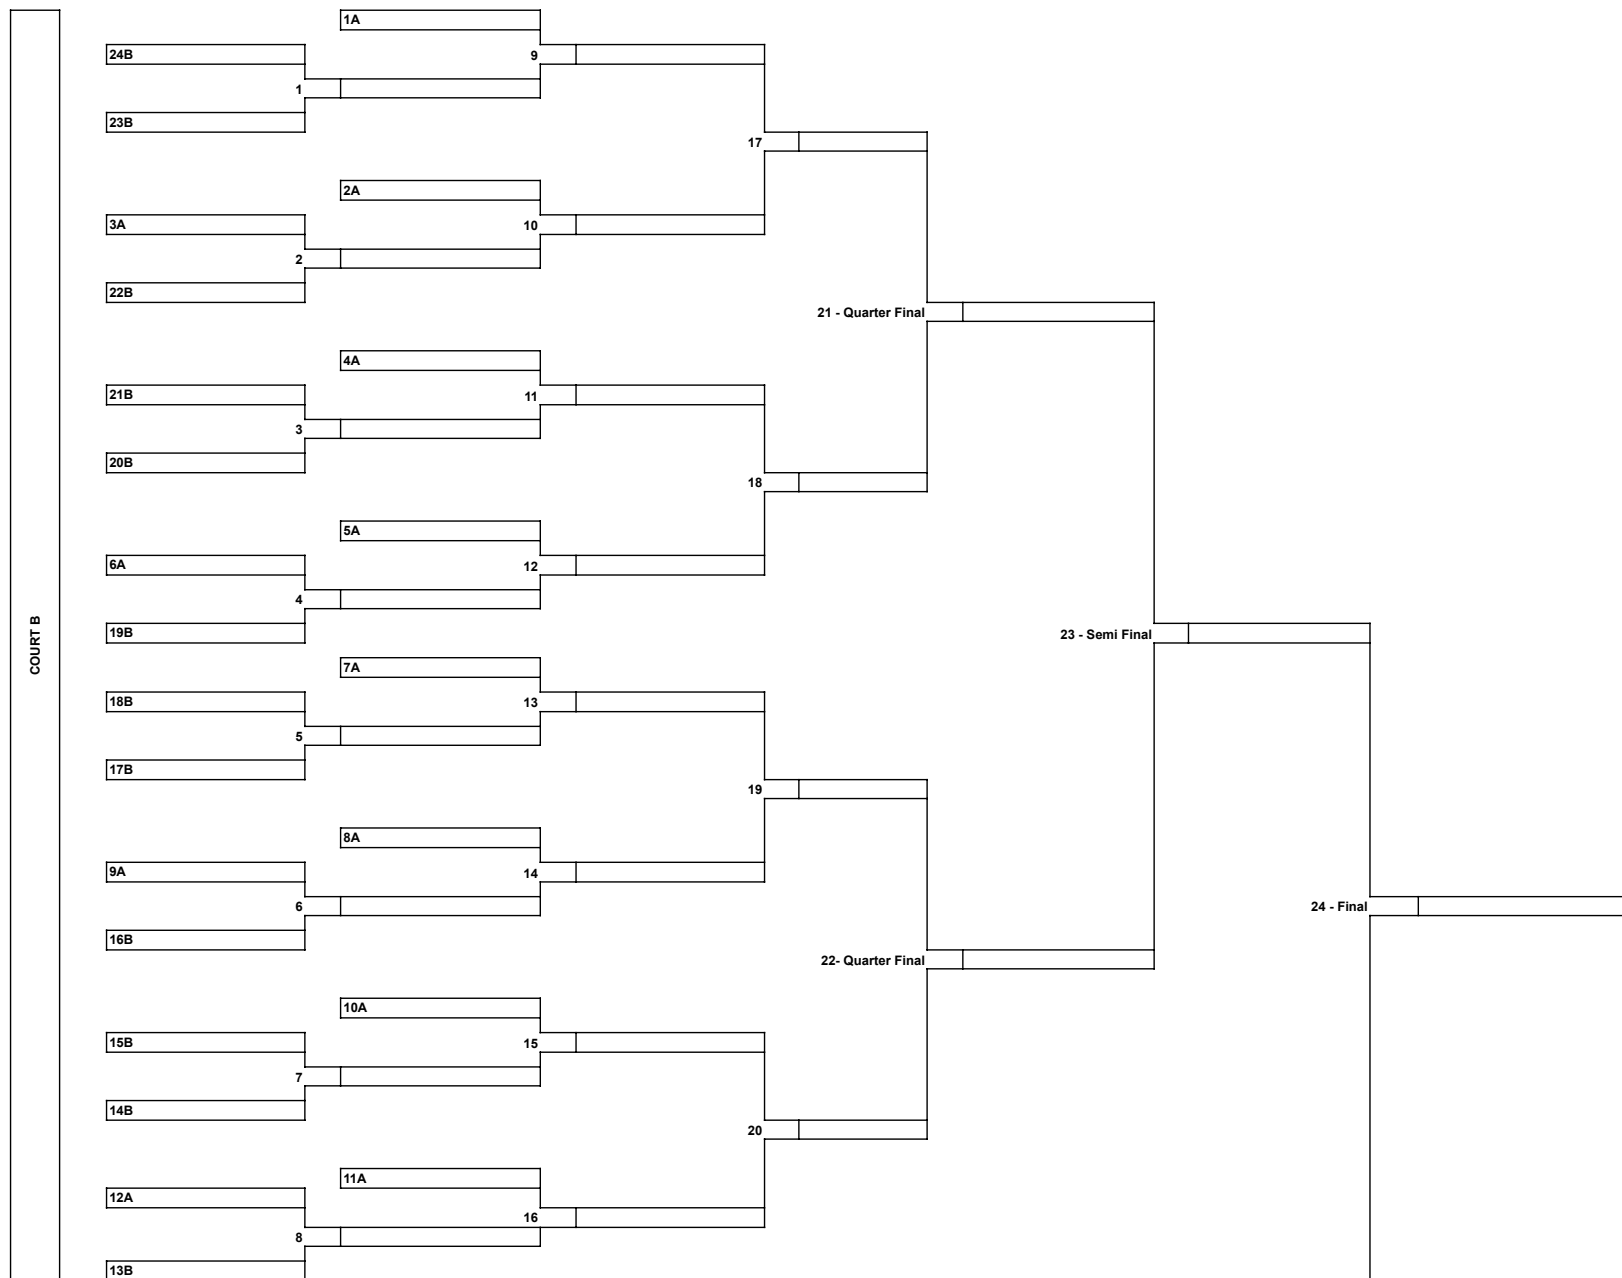 COURT B
1A
24B
9
1
23B
17
2A
3A
10
2
22B
21 - Quarter Final
4A
21B
11
3
20B
18
5A
6A
12
4
19B
23 - Semi Final
7A
18B
13
5
17B
19
8A
9A
14
6
16B
24 - Final
22- Quarter Final
10A
15B
15
7
14B
20
11A
12A
16
8
13B